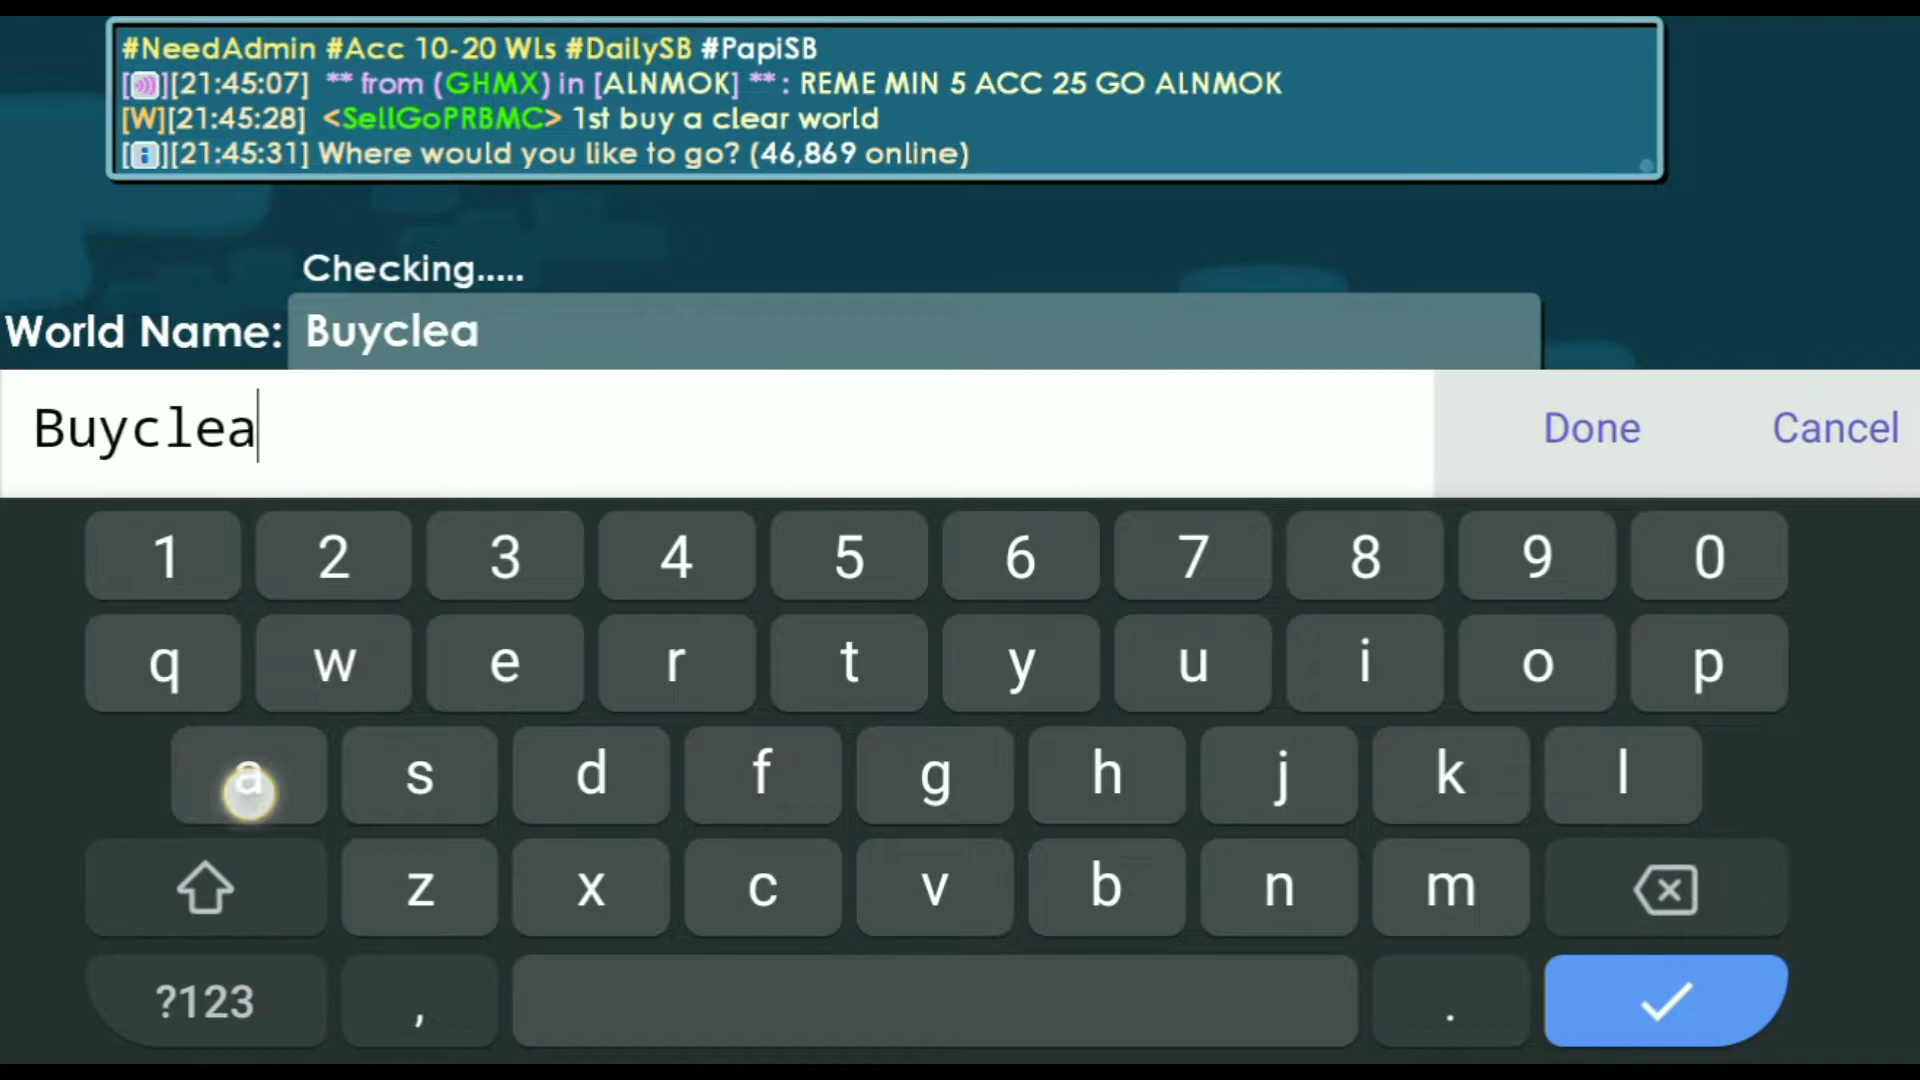 #NeedAdmin #Acc 10-20 WLs #DailySB #PapiSB
[][21:45:07] ** from (GHMX) in [ALNMOK] ** : REME MIN 5 ACC 25 GO ALNMOK
[W][21:45:28] <SellGoPRBMC> 1st buy a clear world
[i][21:45:31] Where would you like to go? (46,869 online)
Checking.....
World Name: Buyclea
Buyclea Done Cancel
1 2 3 4 5 6 7 8 9 0
q w e r t y u i o p
a s d f g h j k l
z x c v b n m
?123 , .